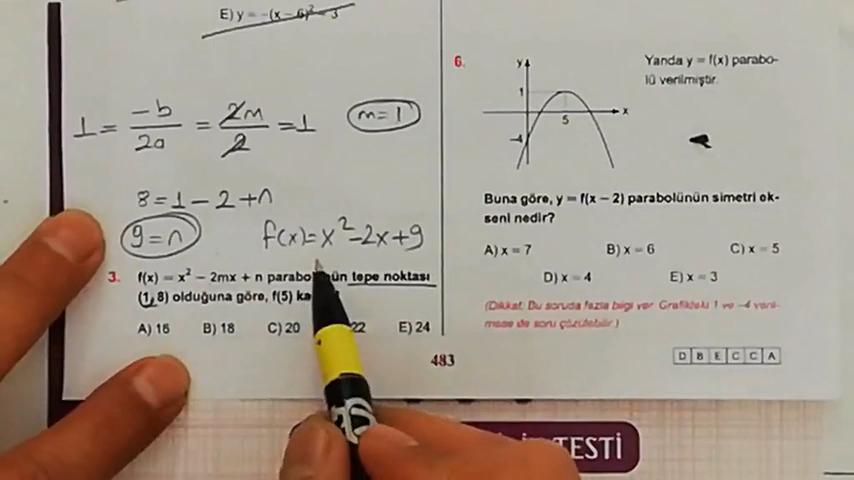 E) y = −(x − 6)² − 3
1 = −b/2a = 2m/2 = 1
m = 1
8 = 1 − 2 + n
9 = n
f(x) = x² − 2x + 9
3. f(x) = x² − 2mx + n tepe noktası
(1, 8) olduğuna göre, f(5)
A) 16 B) 18 C) 20 22 E) 24
6. Yanda y = f(x) parabo-
lü verilmiştir.
y
1
5
x
−4
Buna göre, y = f(x − 2) parabolünün simetri ek-
seni nedir?
A) x = 7 B) x = 6 C) x = 5
D) x = 4 E) x = 3
(Dikkat. Bu soruda fazla bilgi var. Grafikteki 1 ve −4 veril-
mese de soru çözülebilir.)
483
D B E C C A
TESTİ